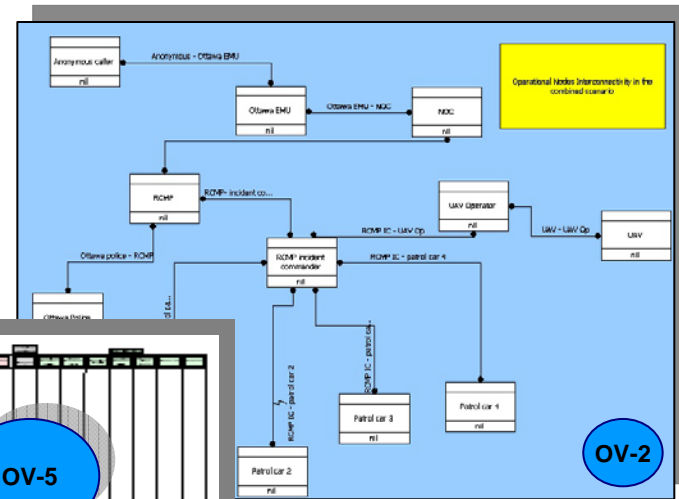 Anonymous caller
nil
Anonymous - Ottawa EMU
Ottawa EMU
nil
Ottawa EMU - NOC
NOC
nil
Operational Nodes Interconnectivity in the
combined scenario
RCMP
nil
RCMP- incident co...
UAV Operator
nil
UAV - UAV Op
UAV
nil
RCMP IC - UAV Op
Ottawa police - RCMP
RCMP incident
commander
nil
RCMP IC - patrol car 4
Ottawa Police
RCMP IC - patrol car 2
RCMP IC - patrol ca...
Patrol car 3
nil
Patrol car 4
nil
Patrol car 2
nil
OV-2
OV-5